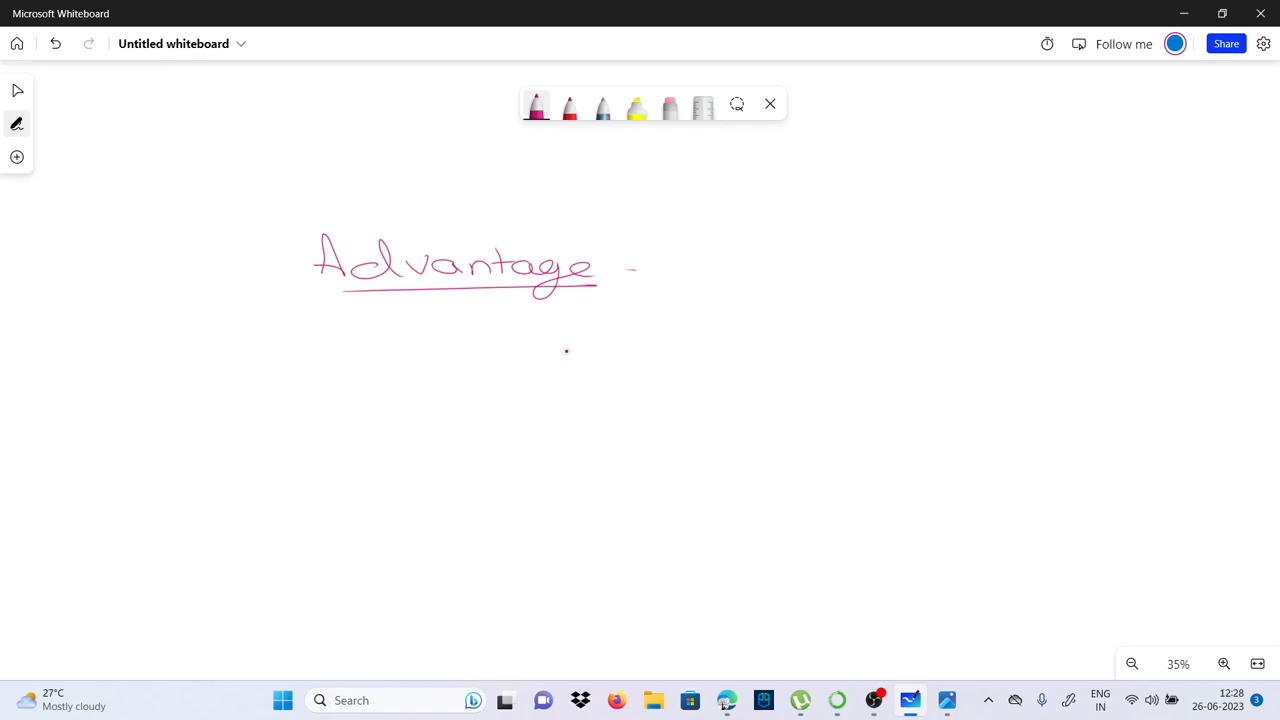 Microsoft Whiteboard
Untitled whiteboard
Follow me
Share
Advantage -
35%
27°C
Mostly cloudy
Search
ENG
IN
12:28
26-06-2023
3